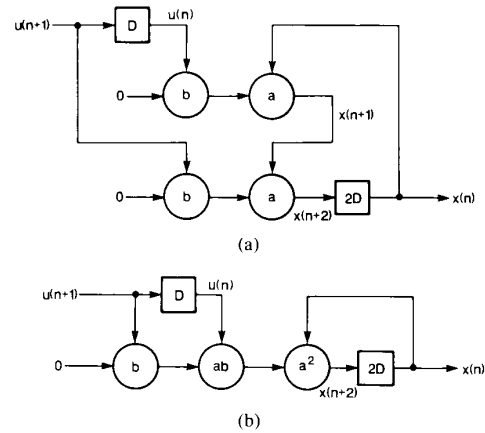 u(n+1)
D
u(n)
0
b
a
x(n+1)
0
b
a
x(n+2)
2D
x(n)
(a)
u(n+1)
D
u(n)
0
b
ab
a²
x(n+2)
2D
x(n)
(b)